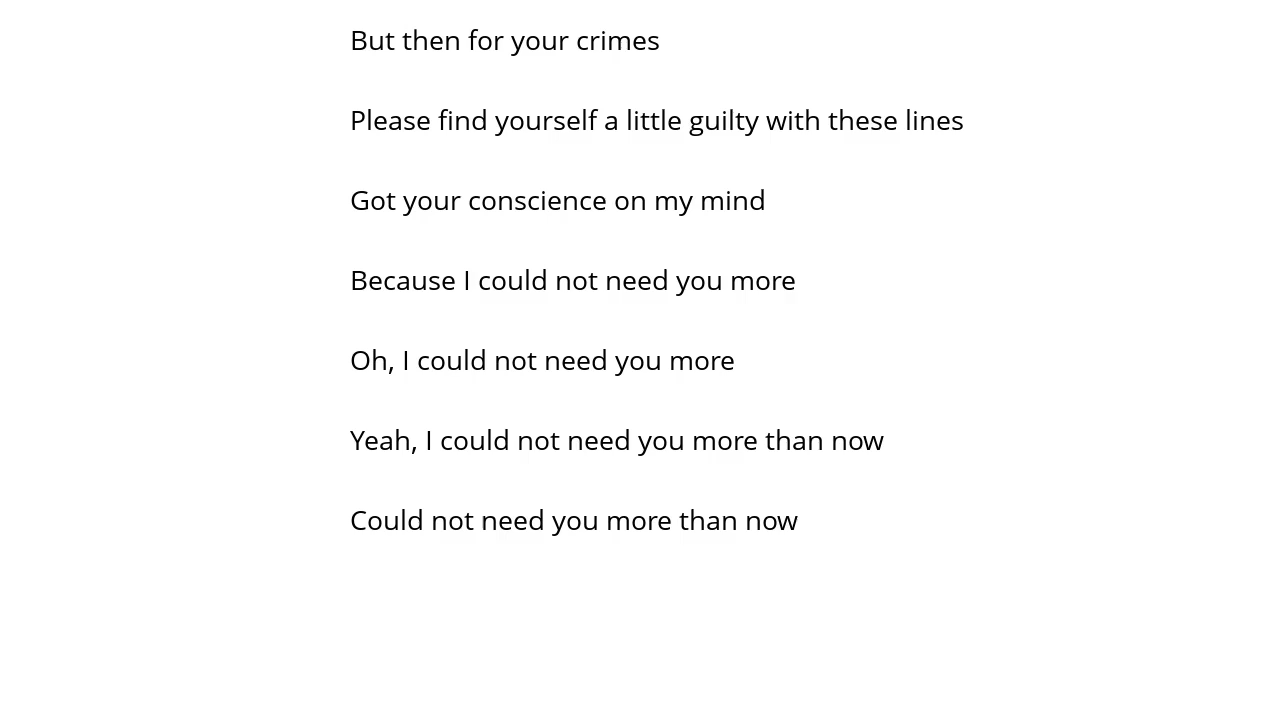 But then for your crimes
Please find yourself a little guilty with these lines
Got your conscience on my mind
Because I could not need you more
Oh, I could not need you more
Yeah, I could not need you more than now
Could not need you more than now